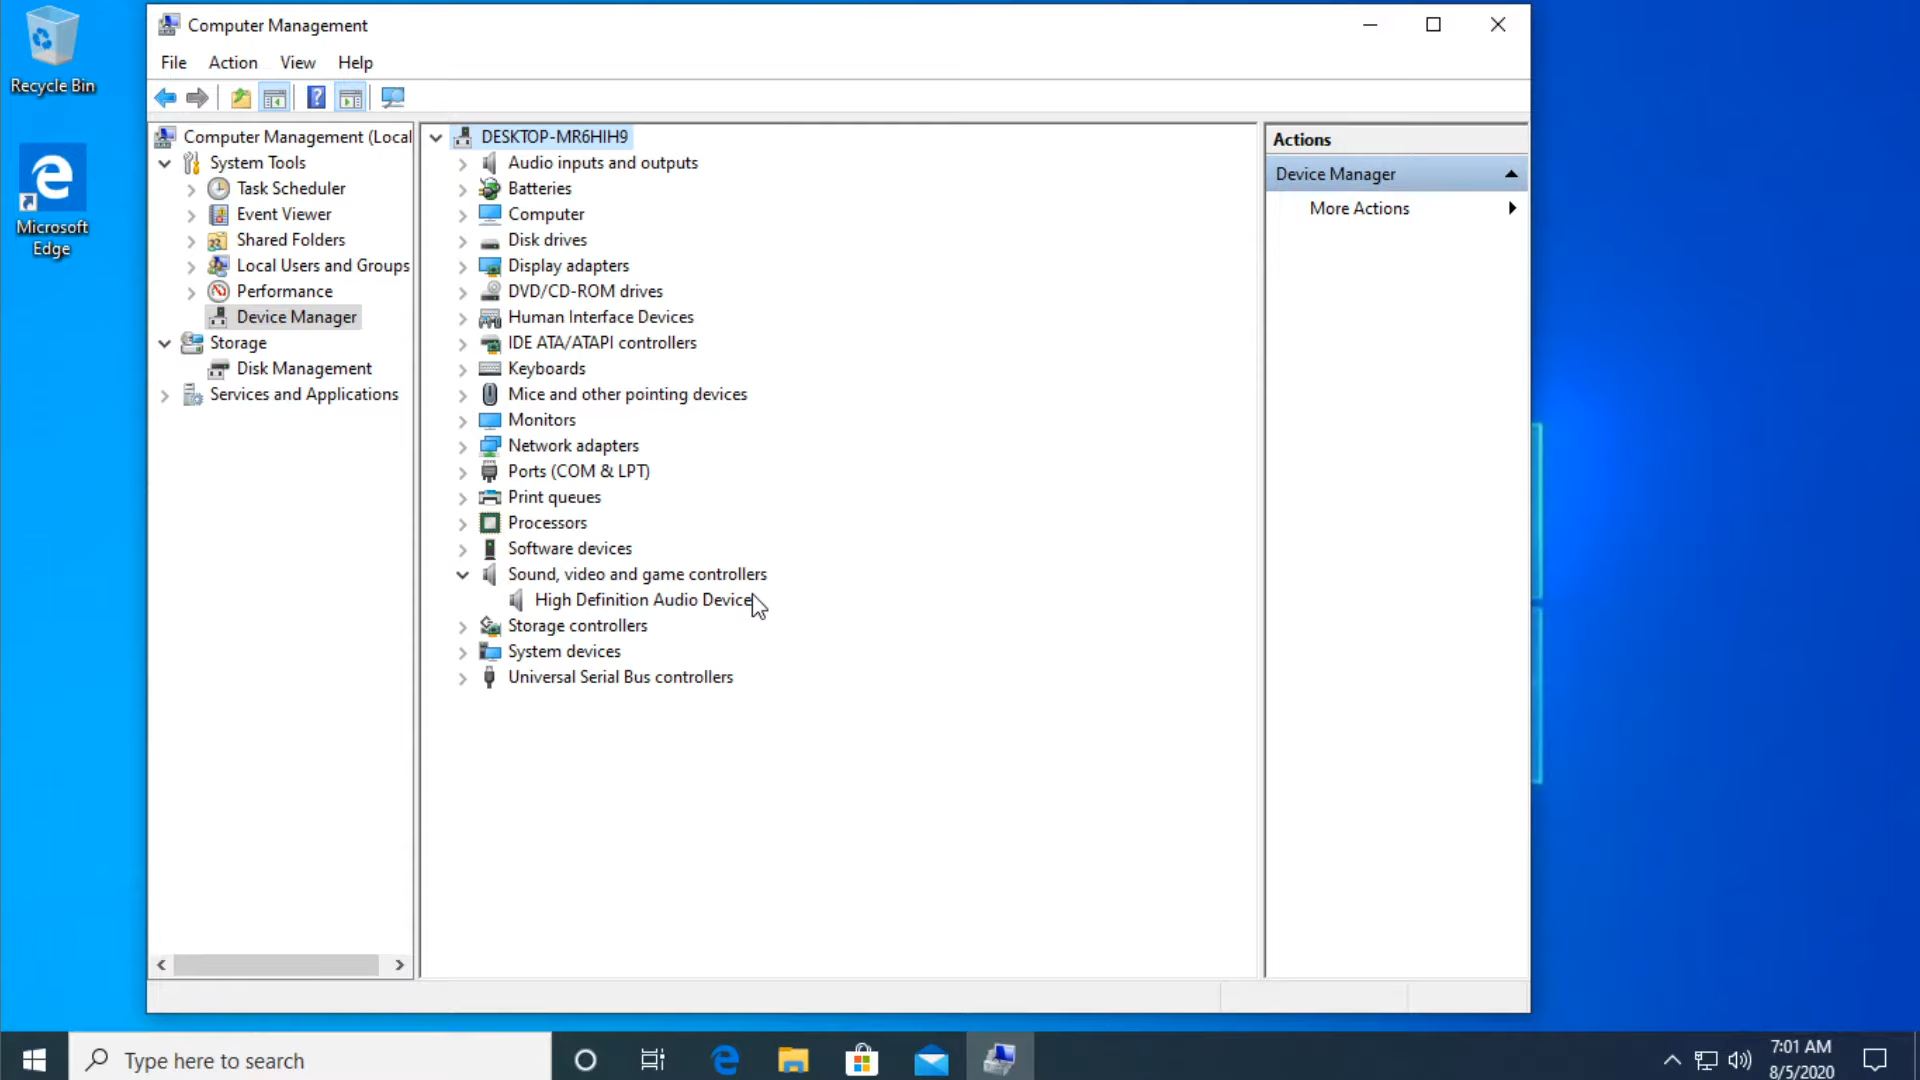 Recycle Bin
Microsoft
Edge
Computer Management
File Action View Help
Computer Management (Local
System Tools
Task Scheduler
Event Viewer
Shared Folders
Local Users and Groups
Performance
Device Manager
Storage
Disk Management
Services and Applications
DESKTOP-MR6HIH9
Audio inputs and outputs
Batteries
Computer
Disk drives
Display adapters
DVD/CD-ROM drives
Human Interface Devices
IDE ATA/ATAPI controllers
Keyboards
Mice and other pointing devices
Monitors
Network adapters
Ports (COM & LPT)
Print queues
Processors
Software devices
Sound, video and game controllers
High Definition Audio Device
Storage controllers
System devices
Universal Serial Bus controllers
Actions
Device Manager
More Actions
Type here to search
7:01 AM
8/5/2020